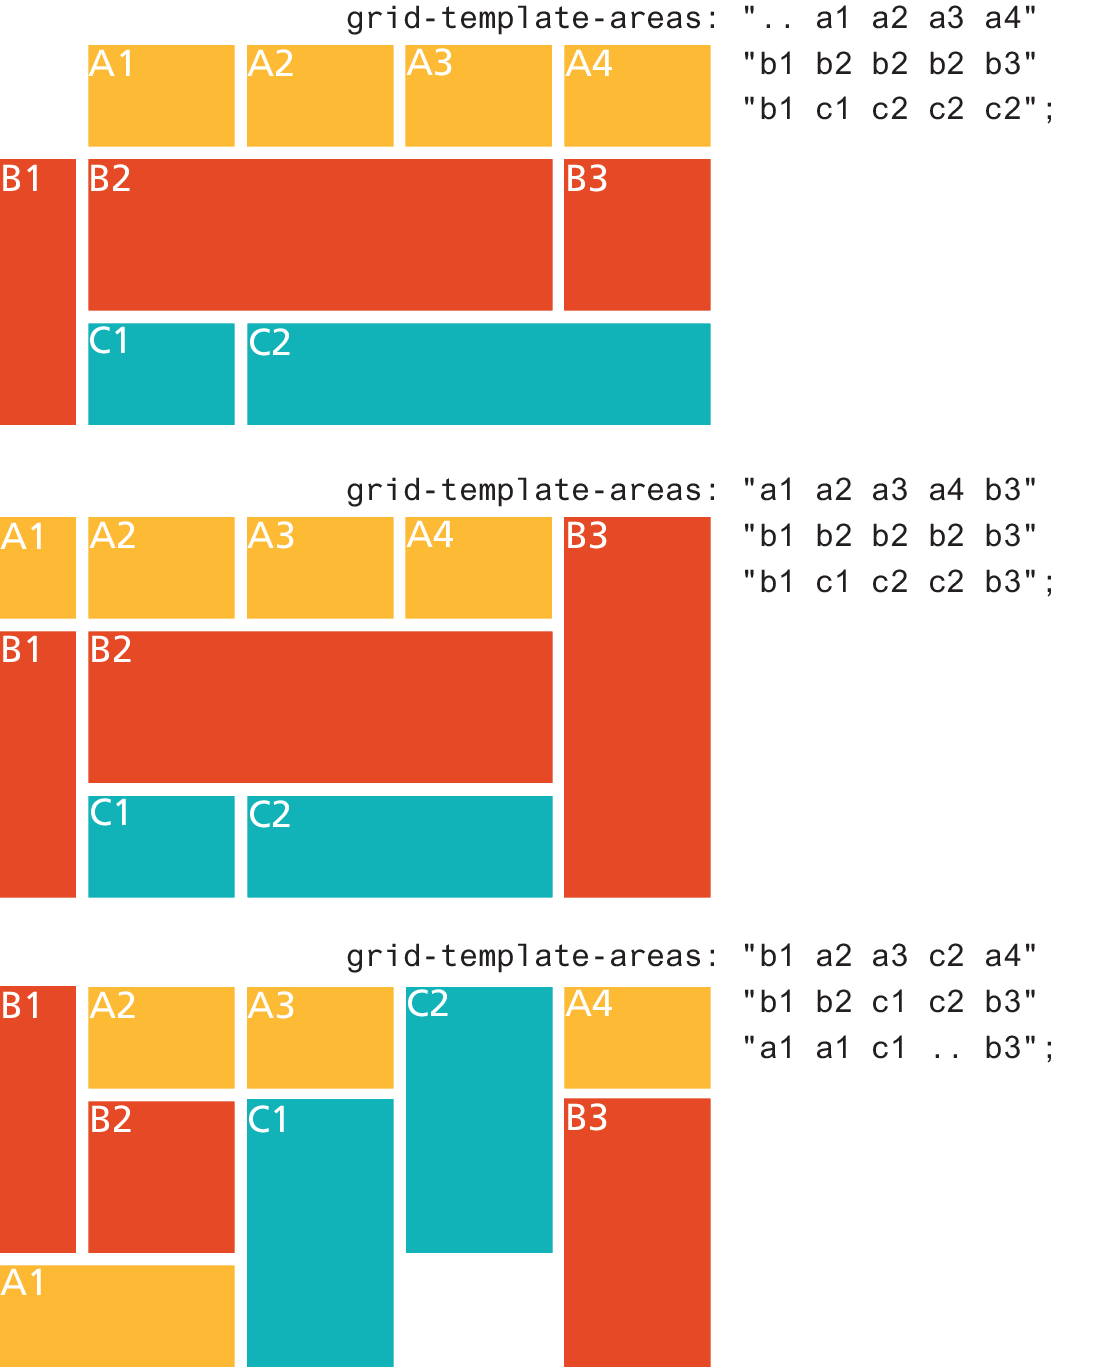 grid-template-areas: ".. a1 a2 a3 a4"
A1 A2 A3 A4 "b1 b2 b2 b2 b3"
"b1 c1 c2 c2 c2";
B1 B2 B3
C1 C2
grid-template-areas: "a1 a2 a3 a4 b3"
A1 A2 A3 A4 B3 "b1 b2 b2 b2 b3"
"b1 c1 c2 c2 b3";
B1 B2
C1 C2
grid-template-areas: "b1 a2 a3 c2 a4"
B1 A2 A3 C2 A4 "b1 b2 c1 c2 b3"
"a1 a1 c1 .. b3";
B2 C1 B3
A1